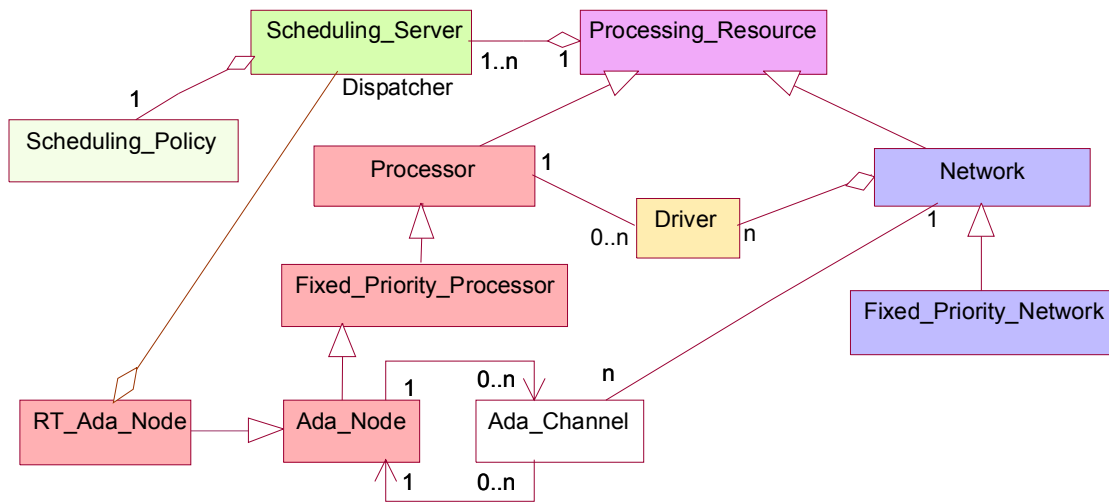 Scheduling_Server
Processing_Resource
1..n
1
Dispatcher
1
Scheduling_Policy
Processor
1
Network
Driver
0..n
n
1
Fixed_Priority_Processor
Fixed_Priority_Network
n
1
0..n
RT_Ada_Node
Ada_Node
Ada_Channel
1
0..n